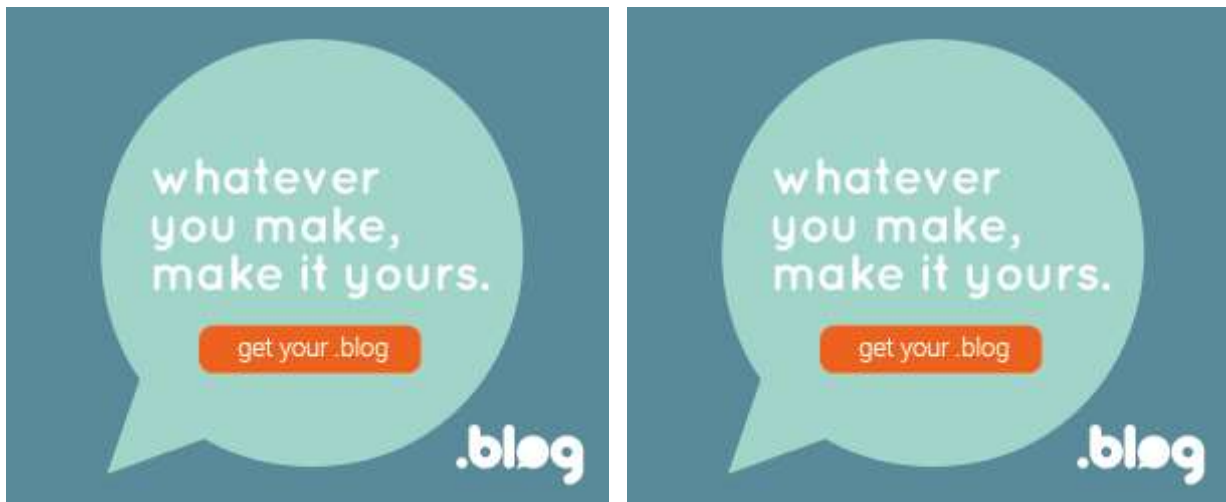 whatever
you make,
make it yours.
get your .blog
.blog
whatever
you make,
make it yours.
get your .blog
.blog